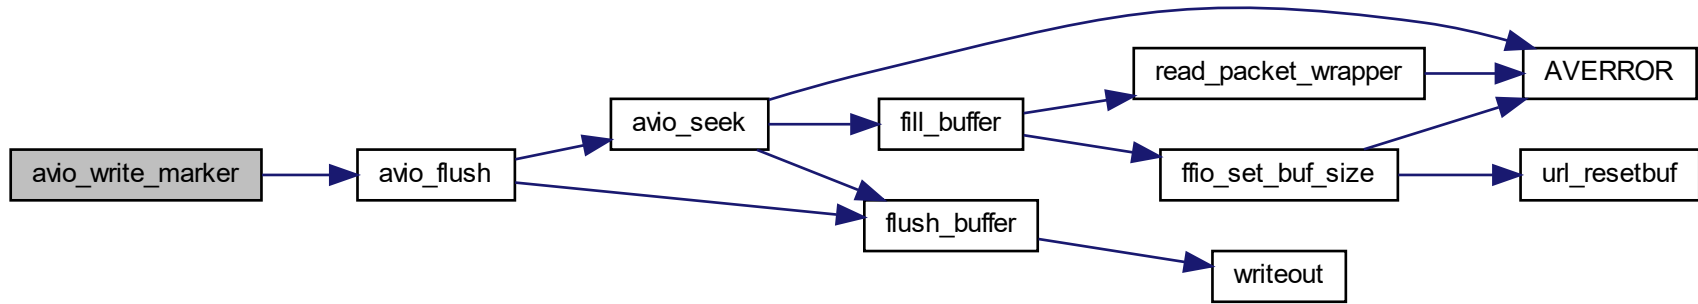 avio_write_marker
avio_flush
avio_seek
fill_buffer
flush_buffer
read_packet_wrapper
ffio_set_buf_size
writeout
AVERROR
url_resetbuf